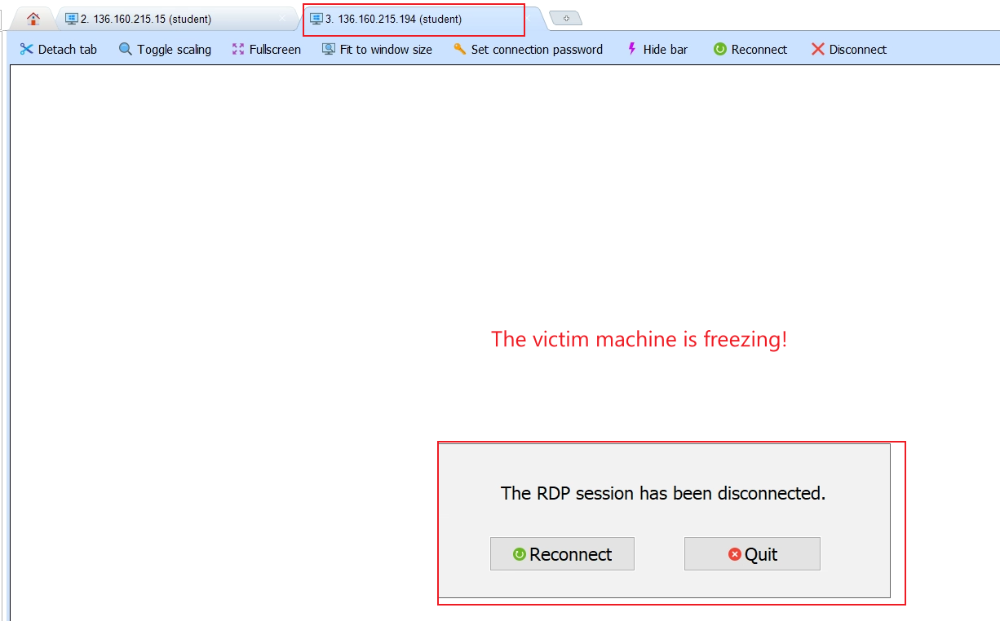 2. 136.160.215.15 (student)
3. 136.160.215.194 (student)
Detach tab Toggle scaling Fullscreen Fit to window size Set connection password Hide bar Reconnect Disconnect
The victim machine is freezing!
The RDP session has been disconnected.
Reconnect Quit